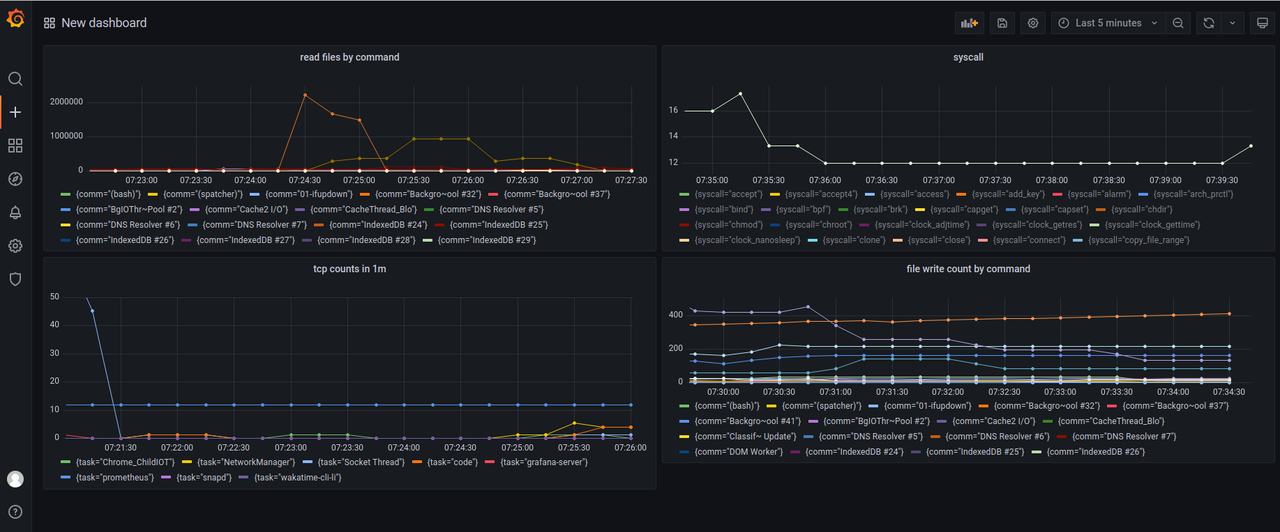 New dashboard
Last 5 minutes
read files by command
2000000
1000000
0
07:23:00 07:23:30 07:24:00 07:24:30 07:25:00 07:25:30 07:26:00 07:26:30 07:27:00 07:27:30
{comm="(bash)"} {comm="(spatcher)"} {comm="01-ifupdown"} {comm="Backgro~ool #32"} {comm="Backgro~ool #37"}
{comm="BgIOThr~Pool #2"} {comm="Cache2 I/O"} {comm="CacheThread_Blo"} {comm="DNS Resolver #5"}
{comm="DNS Resolver #6"} {comm="DNS Resolver #7"} {comm="IndexedDB #24"} {comm="IndexedDB #25"}
{comm="IndexedDB #26"} {comm="IndexedDB #27"} {comm="IndexedDB #28"} {comm="IndexedDB #29"}
syscall
16
14
12
07:35:00 07:35:30 07:36:00 07:36:30 07:37:00 07:37:30 07:38:00 07:38:30 07:39:00 07:39:30
{syscall="accept"} {syscall="accept4"} {syscall="access"} {syscall="add_key"} {syscall="alarm"} {syscall="arch_prctl"}
{syscall="bind"} {syscall="bpf"} {syscall="brk"} {syscall="capget"} {syscall="capset"} {syscall="chdir"}
{syscall="chmod"} {syscall="chroot"} {syscall="clock_adjtime"} {syscall="clock_getres"} {syscall="clock_gettime"}
{syscall="clock_nanosleep"} {syscall="clone"} {syscall="close"} {syscall="connect"} {syscall="copy_file_range"}
tcp counts in 1m
50
40
30
20
10
0
07:21:30 07:22:00 07:22:30 07:23:00 07:23:30 07:24:00 07:24:30 07:25:00 07:25:30 07:26:00
{task="Chrome_ChildIOT"} {task="NetworkManager"} {task="Socket Thread"} {task="code"} {task="grafana-server"}
{task="prometheus"} {task="snapd"} {task="wakatime-cli-li"}
file write count by command
400
200
0
07:30:00 07:30:30 07:31:00 07:31:30 07:32:00 07:32:30 07:33:00 07:33:30 07:34:00 07:34:30
{comm="(bash)"} {comm="(spatcher)"} {comm="01-ifupdown"} {comm="Backgro~ool #32"} {comm="Backgro~ool #37"}
{comm="Backgro~ool #41"} {comm="BgIOThr~Pool #2"} {comm="Cache2 I/O"} {comm="CacheThread_Blo"}
{comm="Classif~ Update"} {comm="DNS Resolver #5"} {comm="DNS Resolver #6"} {comm="DNS Resolver #7"}
{comm="DOM Worker"} {comm="IndexedDB #24"} {comm="IndexedDB #25"} {comm="IndexedDB #26"}